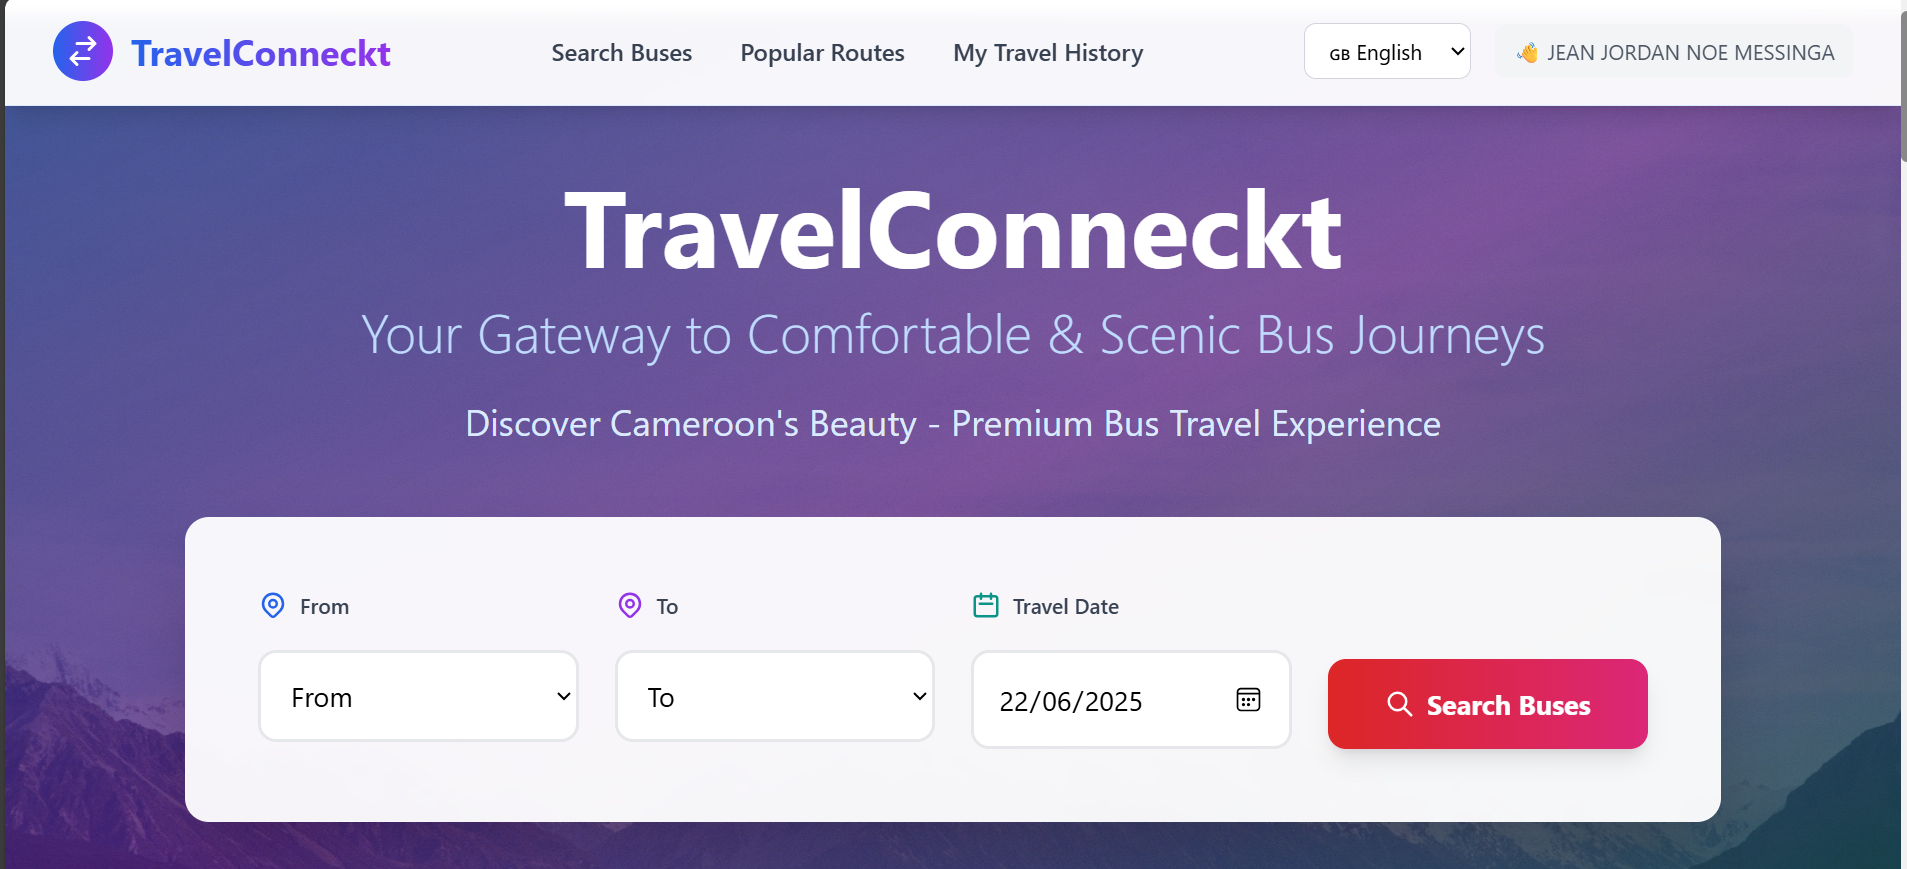 TravelConneckt
Search Buses
Popular Routes
My Travel History
GB English
👋 JEAN JORDAN NOE MESSINGA
TravelConneckt
Your Gateway to Comfortable & Scenic Bus Journeys
Discover Cameroon's Beauty - Premium Bus Travel Experience
From
To
Travel Date
From
To
22/06/2025
Search Buses